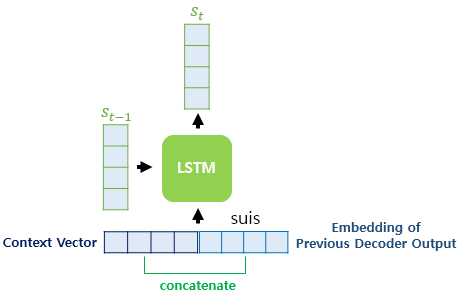 s_t
s_{t−1}
LSTM
suis
Context Vector
Embedding of
Previous Decoder Output
concatenate